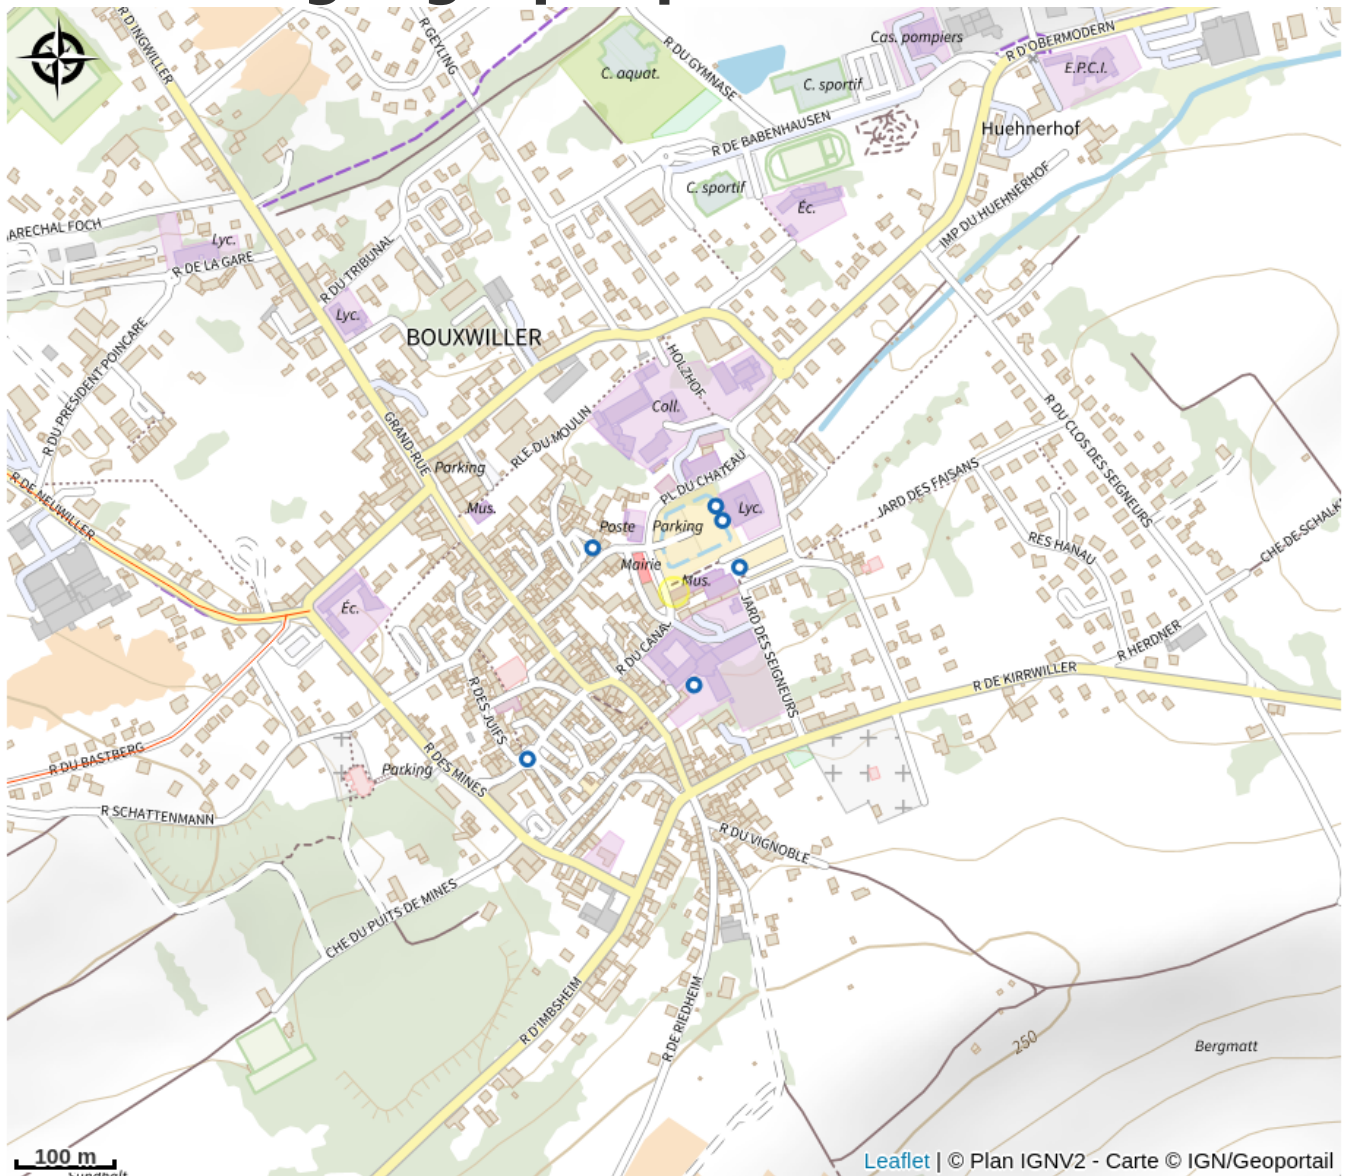 R D'INGWILLER
R GEYLING
R DU GYMNASE
Cas. pompiers
R D'OBERMODERN
E.P.C.I.
C. aquat.
C. sportif
R DE BABENHAUSEN
Huehnerhof
C. sportif
Éc.
IMP DU HUEHNERHOF
ARECHAL FOCH
Lyc.
R DE LA GARE
R DU TRIBUNAL
Lyc.
BOUXWILLER
R DU PRESIDENT POINCARE
HOLZHOF
Coll.
GRAND RUE
RLE DU MOULIN
R DU CLOS DES SEIGNEURS
Parking
PL DU CHATEAU
JARD DES FAISANS
R DE NEUWILLER
Mus.
Poste
Parking
Lyc.
RES HANAU
CHE DE SCHALK
Mairie
Mus.
Éc.
JARD DES SEIGNEURS
R DU CANAL
R HERDNER
R DE KIRRWILLER
R DES JUIFS
R DU BASTBERG
R DES MINES
Parking
R SCHATTENMANN
R DU VIGNOBLE
CHE DU PUITS DE MINES
R D'IMBSHEIM
R DE RIEDHEIM
250
Bergmatt
100 m
Leaflet | © Plan IGNV2 - Carte © IGN/Geoportail